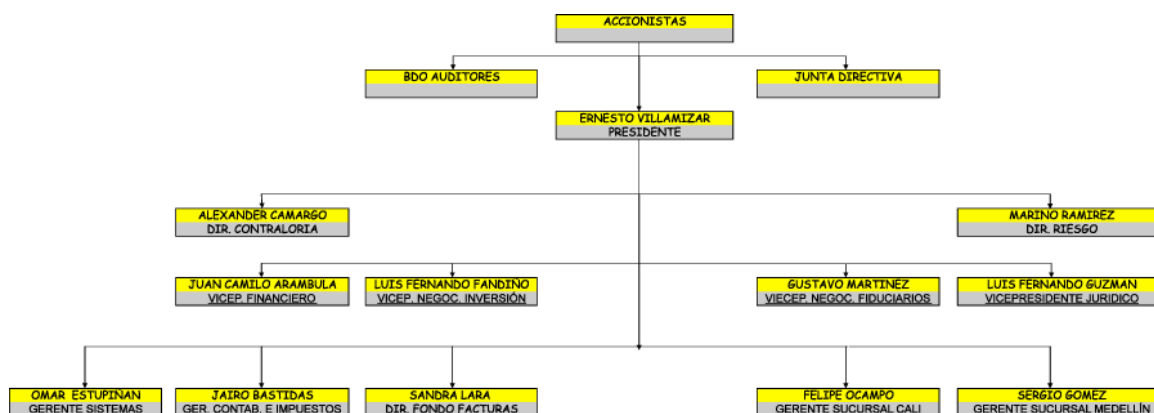 ACCIONISTAS
BDO AUDITORES
JUNTA DIRECTIVA
ERNESTO VILLAMIZAR
PRESIDENTE
ALEXANDER CAMARGO
DIR. CONTRALORIA
MARINO RAMIREZ
DIR. RIESGO
JUAN CAMILO ARAMBULA
VICEP. FINANCIERO
LUIS FERNANDO FANDIÑO
VICEP. NEGOC. INVERSIÓN
GUSTAVO MARTINEZ
VIECEP. NEGOC. FIDUCIARIOS
LUIS FERNANDO GUZMAN
VICEPRESIDENTE JURIDICO
OMAR ESTUPIÑAN
GERENTE SISTEMAS
JAIRO BASTIDAS
GER. CONTAB. E IMPUESTOS
SANDRA LARA
DIR. FONDO FACTURAS
FELIPE OCAMPO
GERENTE SUCURSAL CALI
SERGIO GOMEZ
GERENTE SUCURSAL MEDELLÍN